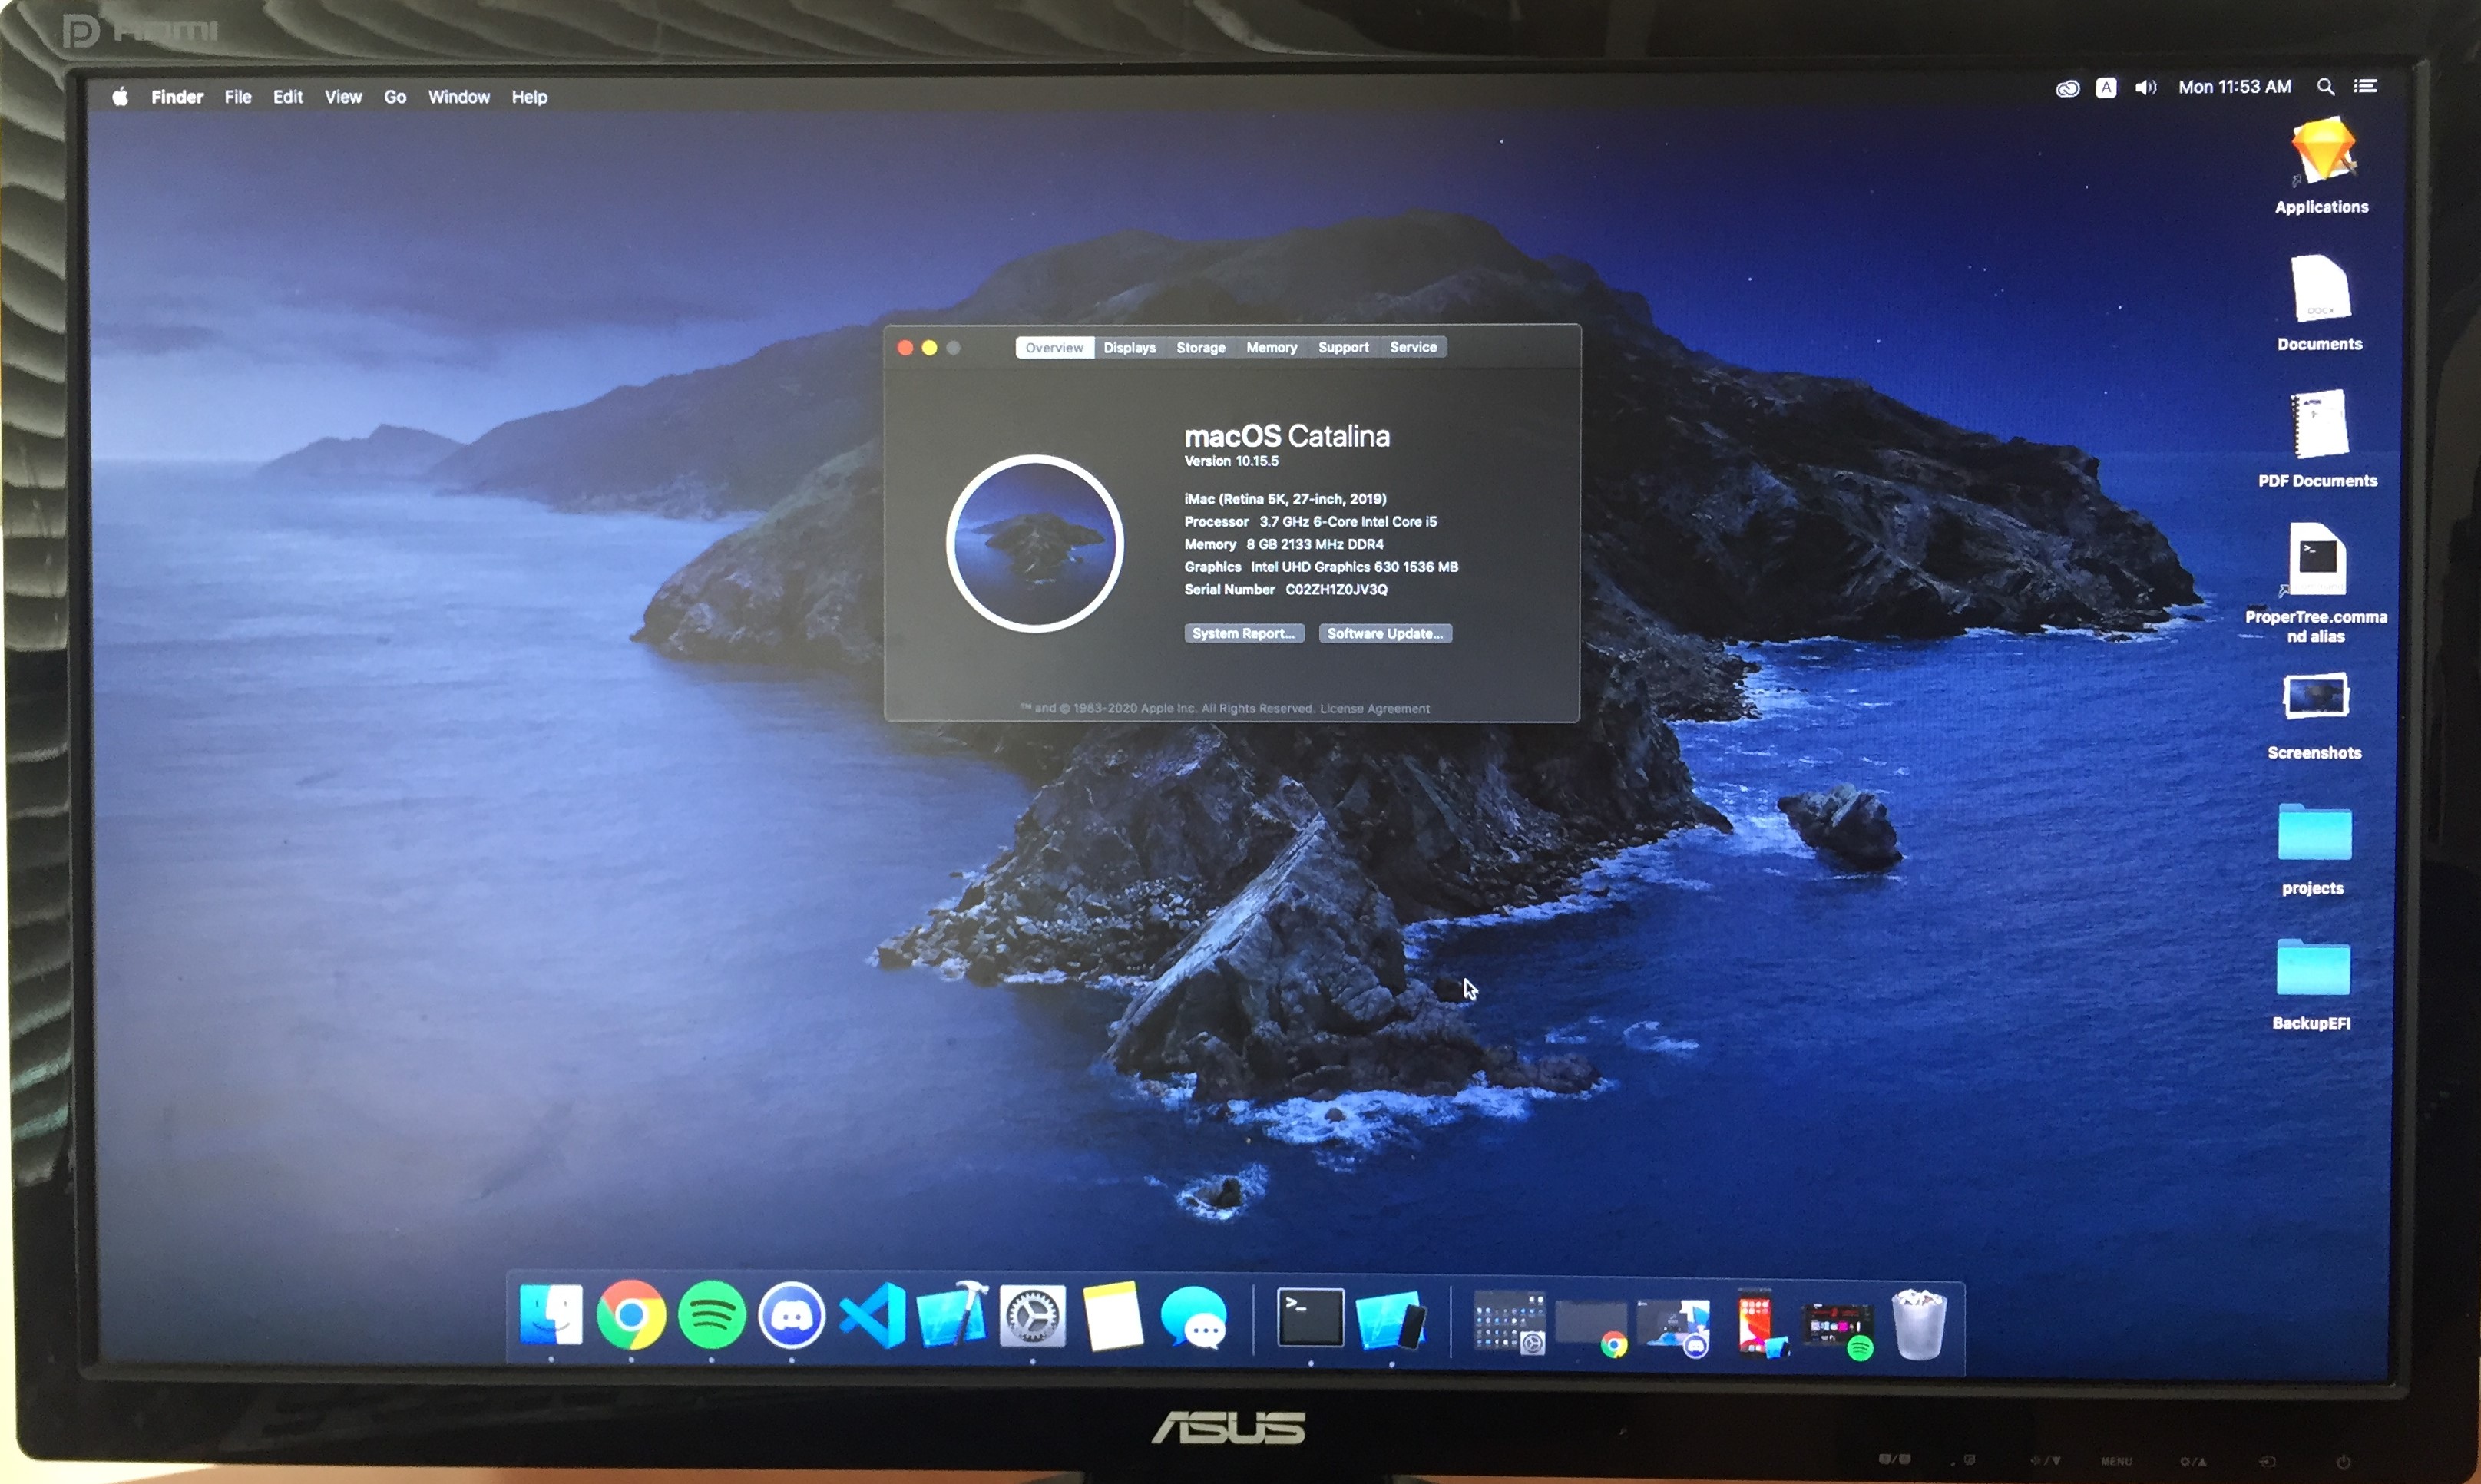 HDMI
Finder File Edit View Go Window Help
A Mon 11:53 AM
Applications
DOCX
Documents
PDF Documents
ProperTree.comma
nd alias
Screenshots
projects
BackupEFI
Overview Displays Storage Memory Support Service
macOS Catalina
Version 10.15.5
iMac (Retina 5K, 27-inch, 2019)
Processor 3.7 GHz 6-Core Intel Core i5
Memory 8 GB 2133 MHz DDR4
Graphics Intel UHD Graphics 630 1536 MB
Serial Number C02ZH1Z0JV3Q
System Report... Software Update...
™ and © 1983-2020 Apple Inc. All Rights Reserved. License Agreement
ASUS
MENU